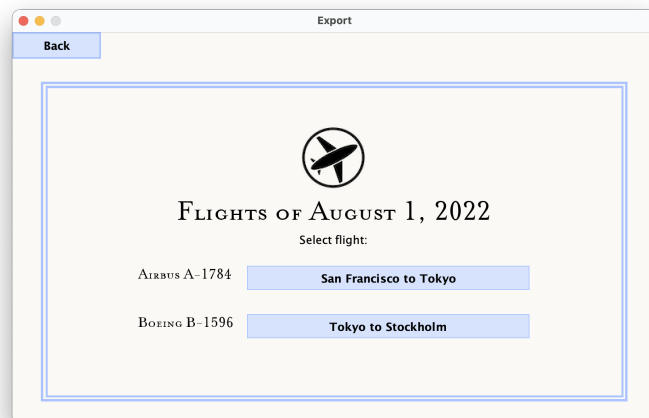 Export
Back
Flights of August 1, 2022
Select flight:
Airbus A-1784
San Francisco to Tokyo
Boeing B-1596
Tokyo to Stockholm